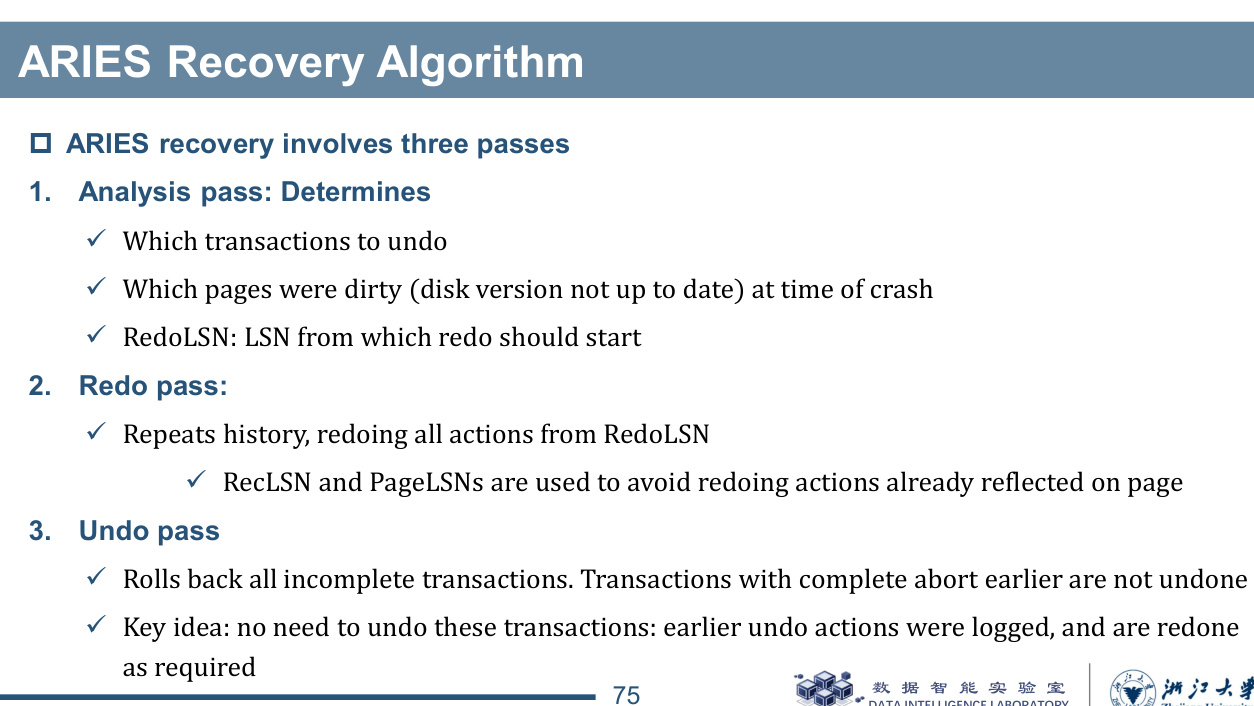 ARIES Recovery Algorithm
ARIES recovery involves three passes
1. Analysis pass: Determines
Which transactions to undo
Which pages were dirty (disk version not up to date) at time of crash
RedoLSN: LSN from which redo should start
2. Redo pass:
Repeats history, redoing all actions from RedoLSN
RecLSN and PageLSNs are used to avoid redoing actions already reflected on page
3. Undo pass
Rolls back all incomplete transactions. Transactions with complete abort earlier are not undone
Key idea: no need to undo these transactions: earlier undo actions were logged, and are redone
as required
75
数据智能实验室
DATA INTELLIGENCE LABORATORY
浙江大学